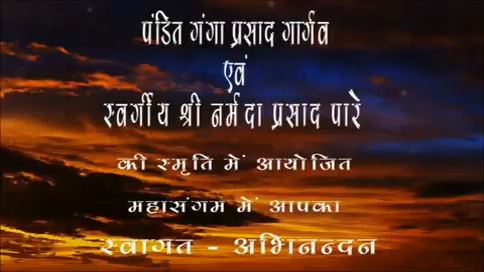 पंडित गंगा प्रसाद गार्गव
एवं
स्वर्गीय श्री नर्मदा प्रसाद पारे
की स्मृति में आयोजित
महासंगम में आपका
स्वागत - अभिनन्दन